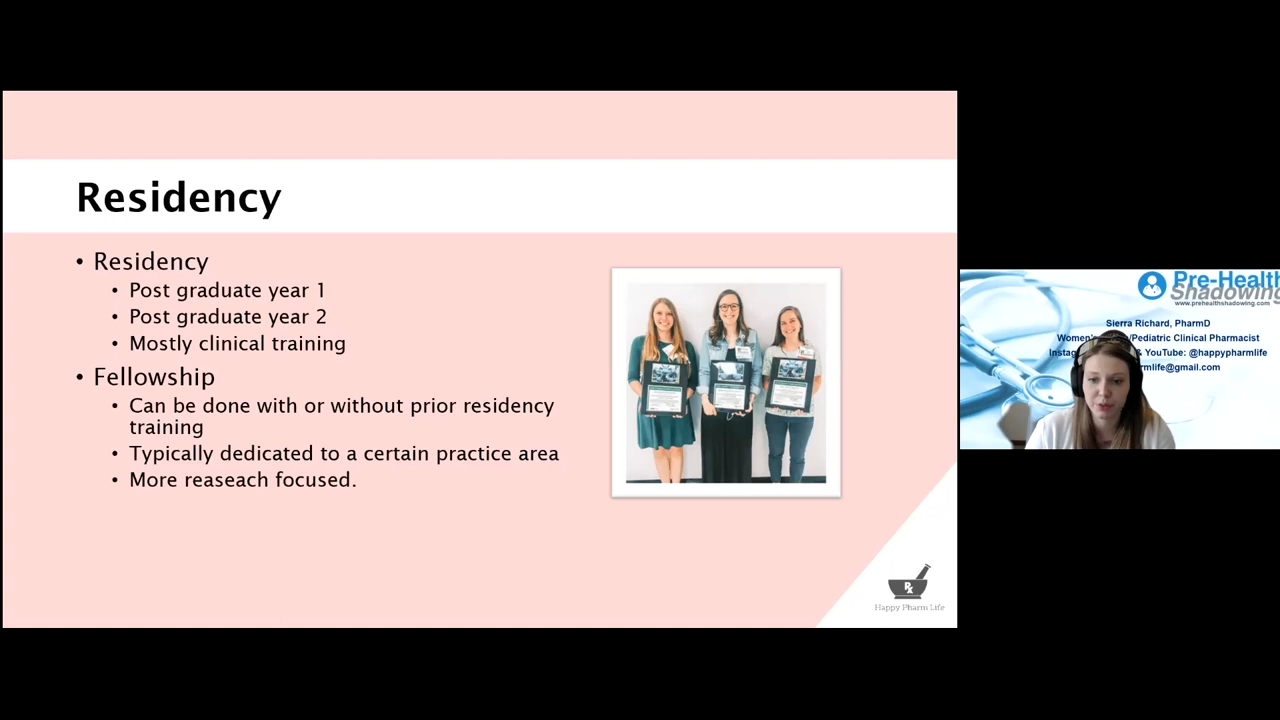 Residency
• Residency
• Post graduate year 1
• Post graduate year 2
• Mostly clinical training
• Fellowship
• Can be done with or without prior residency
training
• Typically dedicated to a certain practice area
• More reaseach focused.
Rx
Happy Pharm Life
Pre-Health
Shadowing
www.prehealthshadowing.com
Sierra Richard, PharmD
/Pediatric Clinical Pharmacist
& YouTube: @happypharmlife